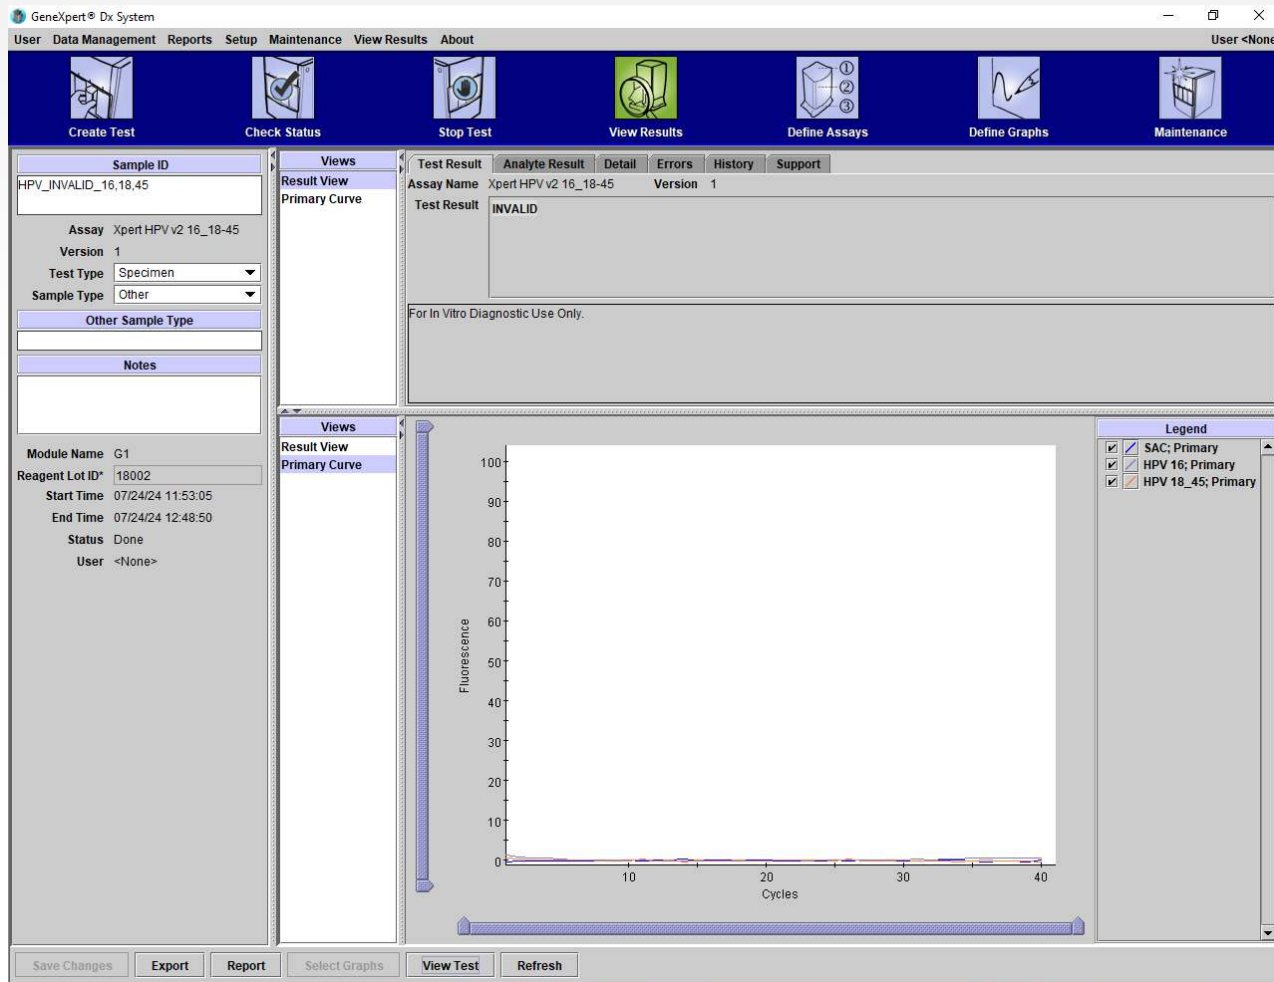 GeneXpert® Dx System
User Data Management Reports Setup Maintenance View Results About User <None
Create Test Check Status Stop Test View Results Define Assays Define Graphs Maintenance
Sample ID
HPV_INVALID_16,18,45
Assay Xpert HPV v2 16_18-45
Version 1
Test Type Specimen
Sample Type Other
Other Sample Type
Notes
Module Name G1
Reagent Lot ID* 18002
Start Time 07/24/24 11:53:05
End Time 07/24/24 12:48:50
Status Done
User <None>
Views
Result View
Primary Curve
Test Result Analyte Result Detail Errors History Support
Assay Name Xpert HPV v2 16_18-45 Version 1
Test Result INVALID
For In Vitro Diagnostic Use Only.
Views
Result View
Primary Curve
100
90
80
70
60
50
40
30
20
10
0
Fluorescence
10 20 30 40
Cycles
Legend
SAC; Primary
HPV 16; Primary
HPV 18_45; Primary
Save Changes Export Report Select Graphs View Test Refresh